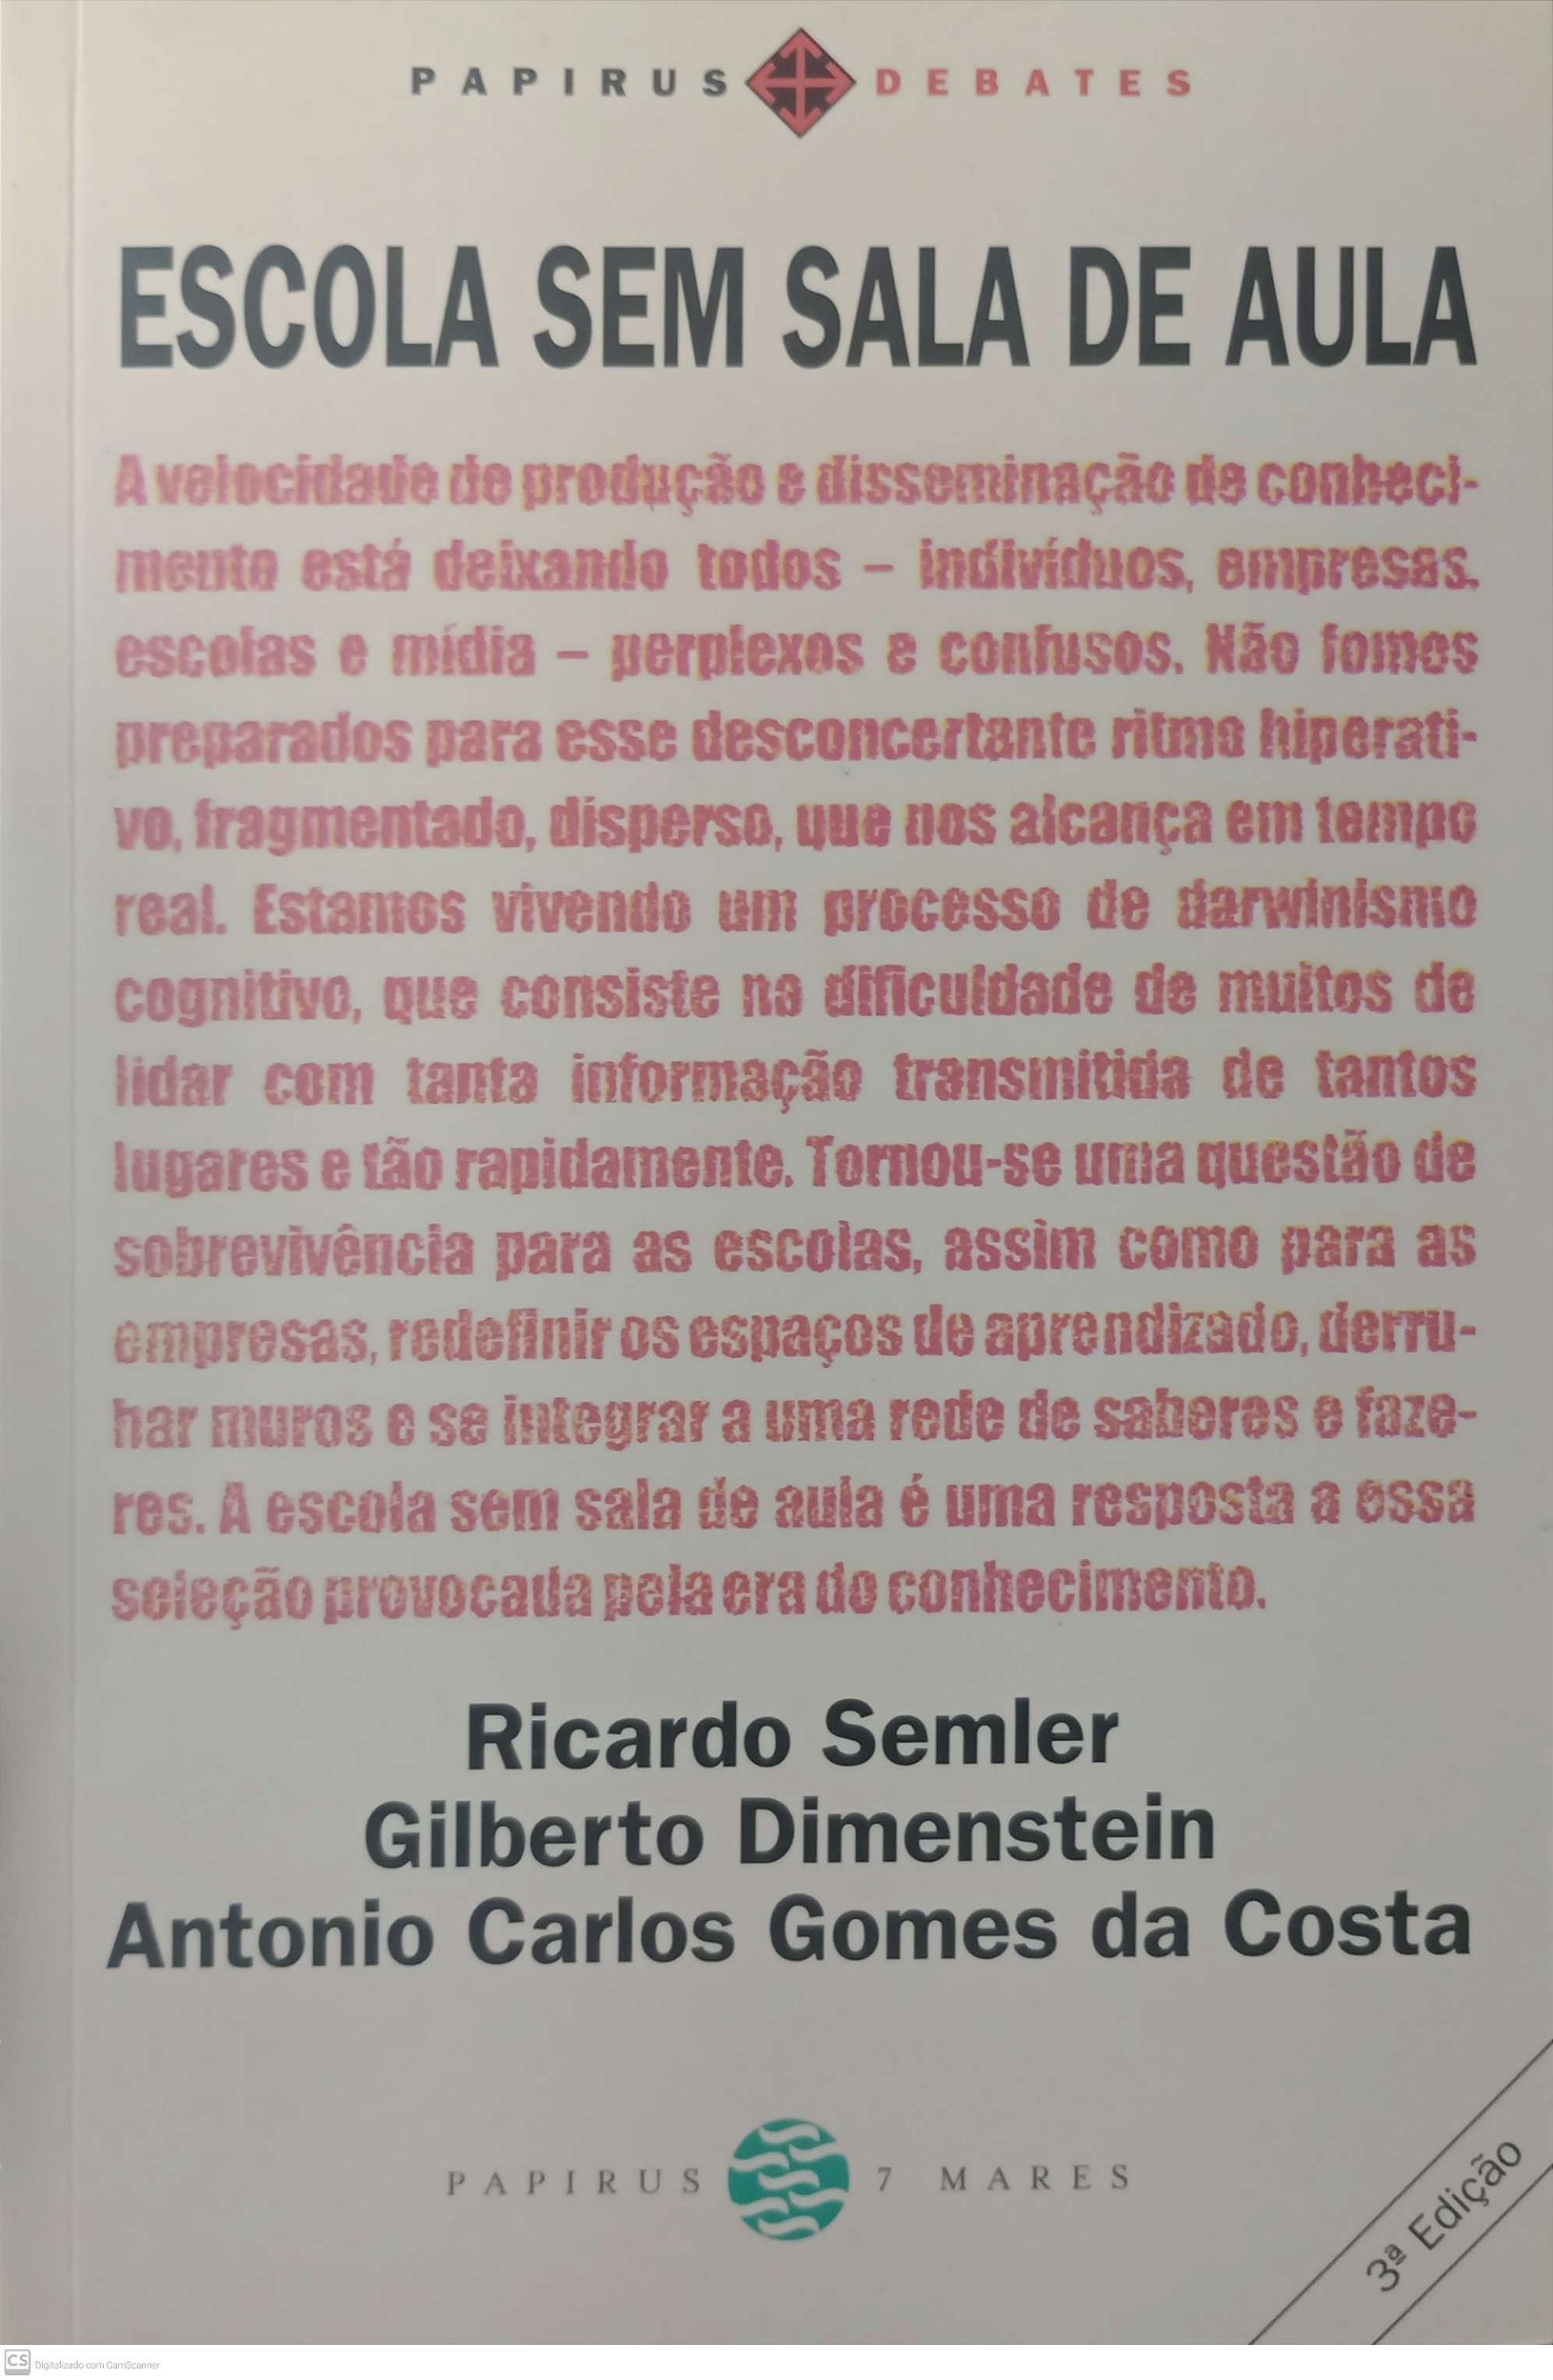 PAPIRUS DEBATES
ESCOLA SEM SALA DE AULA
A velocidade de produção e disseminação de conheci-
mento está deixando todos – indivíduos, empresas,
escolas e mídia – perplexos e confusos. Não fomos
preparados para esse desconcertante ritmo hiperati-
vo, fragmentado, disperso, que nos alcança em tempo
real. Estamos vivendo um processo de darwinismo
cognitivo, que consiste na dificuldade de muitos de
lidar com tanta informação transmitida de tantos
lugares e tão rapidamente. Tornou-se uma questão de
sobrevivência para as escolas, assim como para as
empresas, redefinir os espaços de aprendizado, derru-
bar muros e se integrar a uma rede de saberes e faze-
res. A escola sem sala de aula é uma resposta a essa
seleção provocada pela era do conhecimento.
Ricardo Semler
Gilberto Dimenstein
Antonio Carlos Gomes da Costa
PAPIRUS 7 MARES
3ª Edição
CS Digitalizado com CamScanner